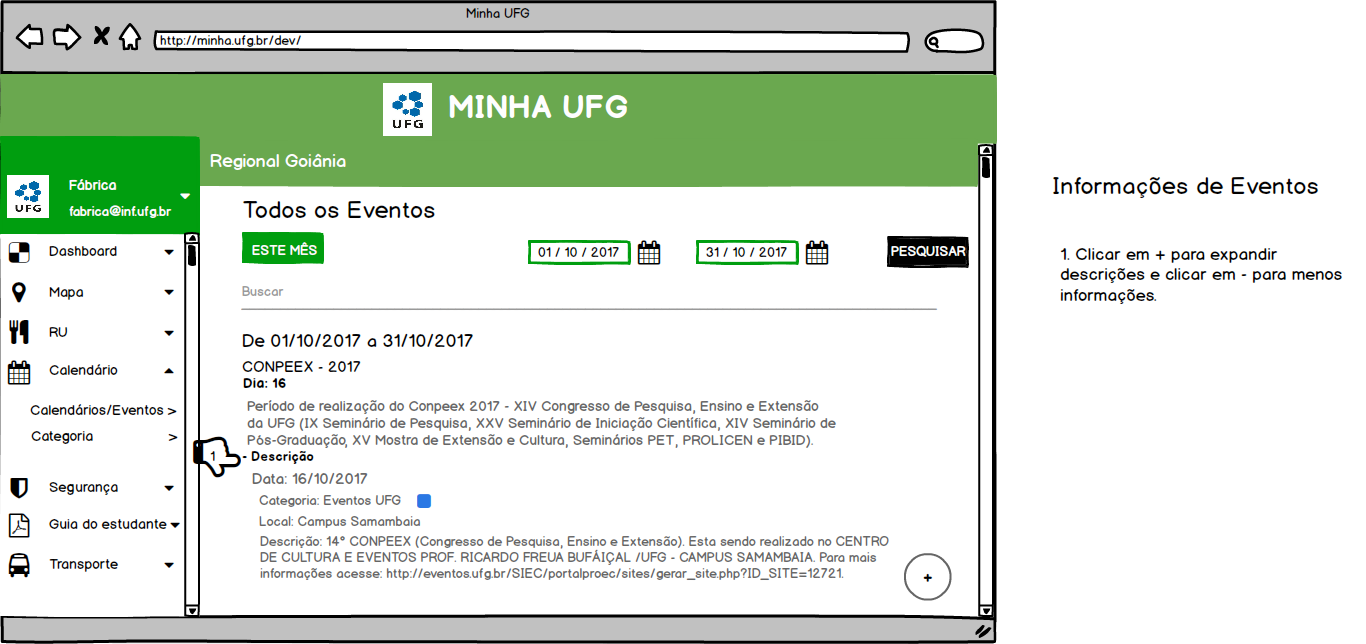 Minha UFG
http://minha.ufg.br/dev/
UFG
MINHA UFG
Regional Goiânia
UFG
Fábrica
fabrica@inf.ufg.br
Dashboard
Mapa
RU
Calendário
Calendários/Eventos >
Categoria >
Segurança
Guia do estudante
Transporte
Todos os Eventos
ESTE MÊS
01 / 10 / 2017
31 / 10 / 2017
PESQUISAR
Buscar
De 01/10/2017 a 31/10/2017
CONPEEX - 2017
Dia: 16
Período de realização do Conpeex 2017 - XIV Congresso de Pesquisa, Ensino e Extensão
da UFG (IX Seminário de Pesquisa, XXV Seminário de Iniciação Científica, XIV Seminário de
Pós-Graduação, XV Mostra de Extensão e Cultura, Seminários PET, PROLICEN e PIBID).
1
- Descrição
Data: 16/10/2017
Categoria: Eventos UFG
Local: Campus Samambaia
Descrição: 14° CONPEEX (Congresso de Pesquisa, Ensino e Extensão). Esta sendo realizado no CENTRO
DE CULTURA E EVENTOS PROF. RICARDO FREUA BUFÁIÇAL /UFG - CAMPUS SAMAMBAIA. Para mais
informações acesse: http://eventos.ufg.br/SIEC/portalproec/sites/gerar_site.php?ID_SITE=12721.
+
Informações de Eventos
1. Clicar em + para expandir
descrições e clicar em - para menos
informações.